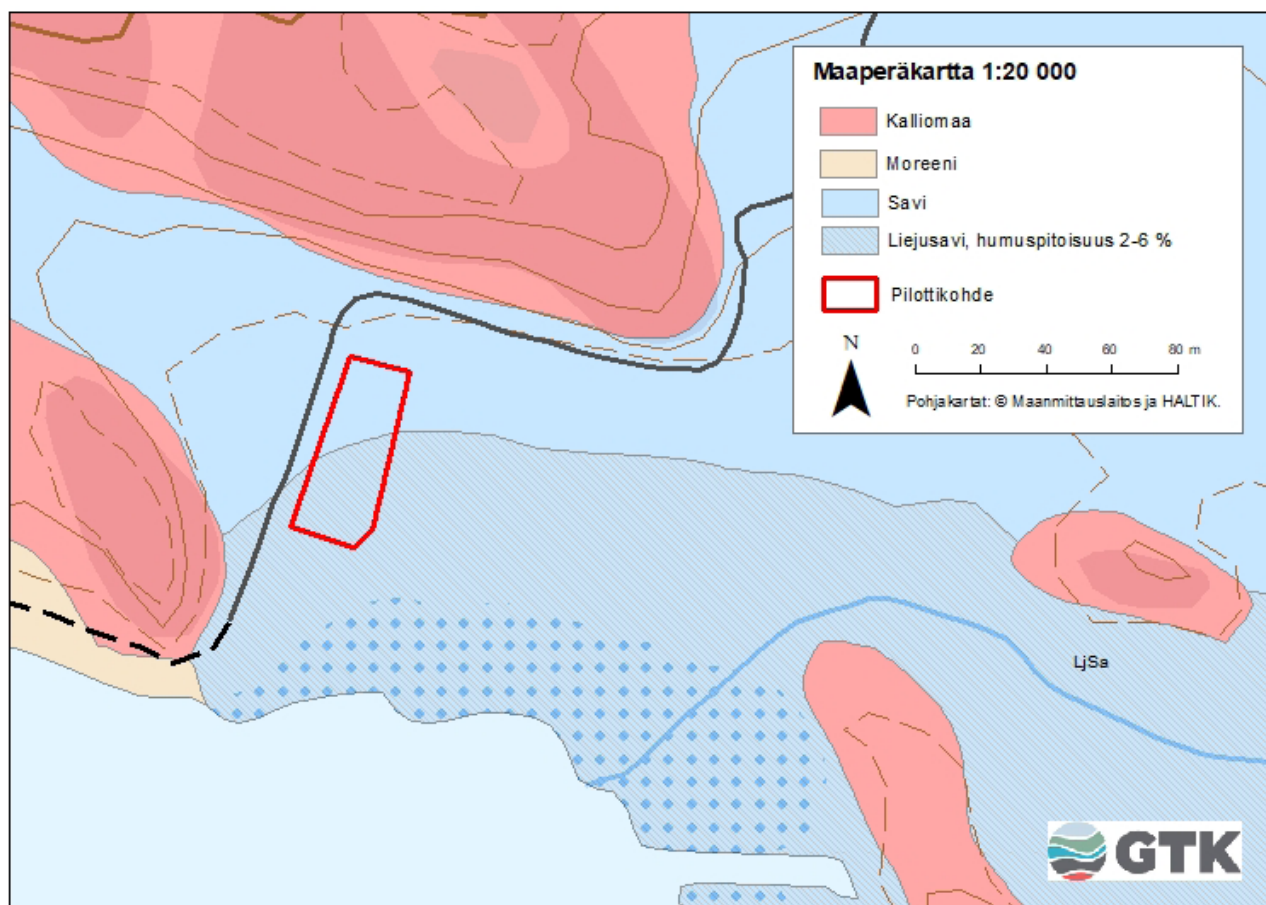 Maaperäkartta 1:20 000
Kalliomaa
Moreeni
Savi
Liejusavi, humuspitoisuus 2-6 %
Pilottikohde
N
0 20 40 60 80 m
Pohjakartat: © Maanmittauslaitos ja HALTIK.
LjSa
GTK